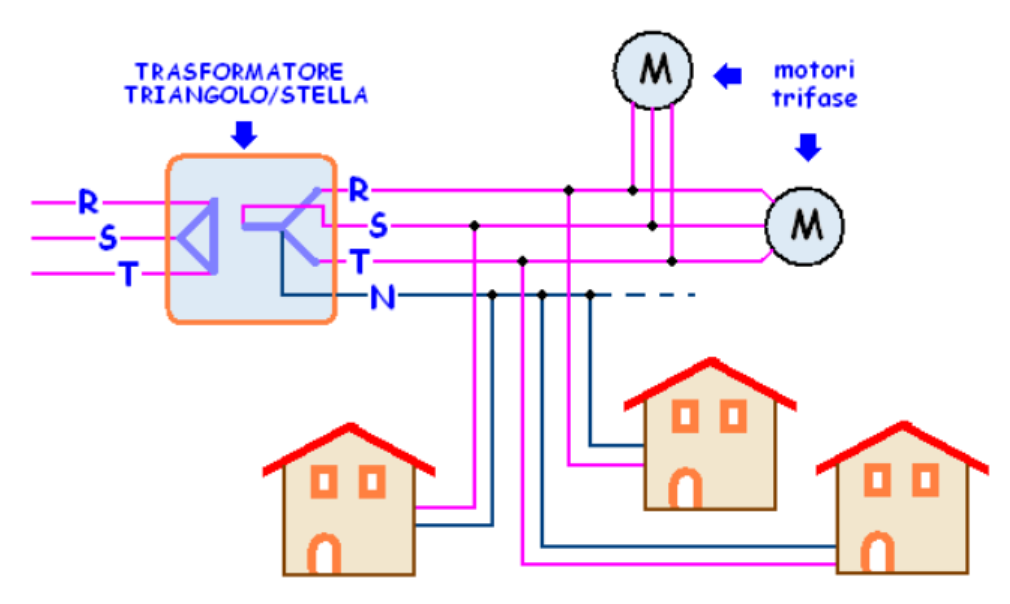 TRASFORMATORE
TRIANGOLO/STELLA
M
motori
trifase
R
S
T
R
S
T
N
M